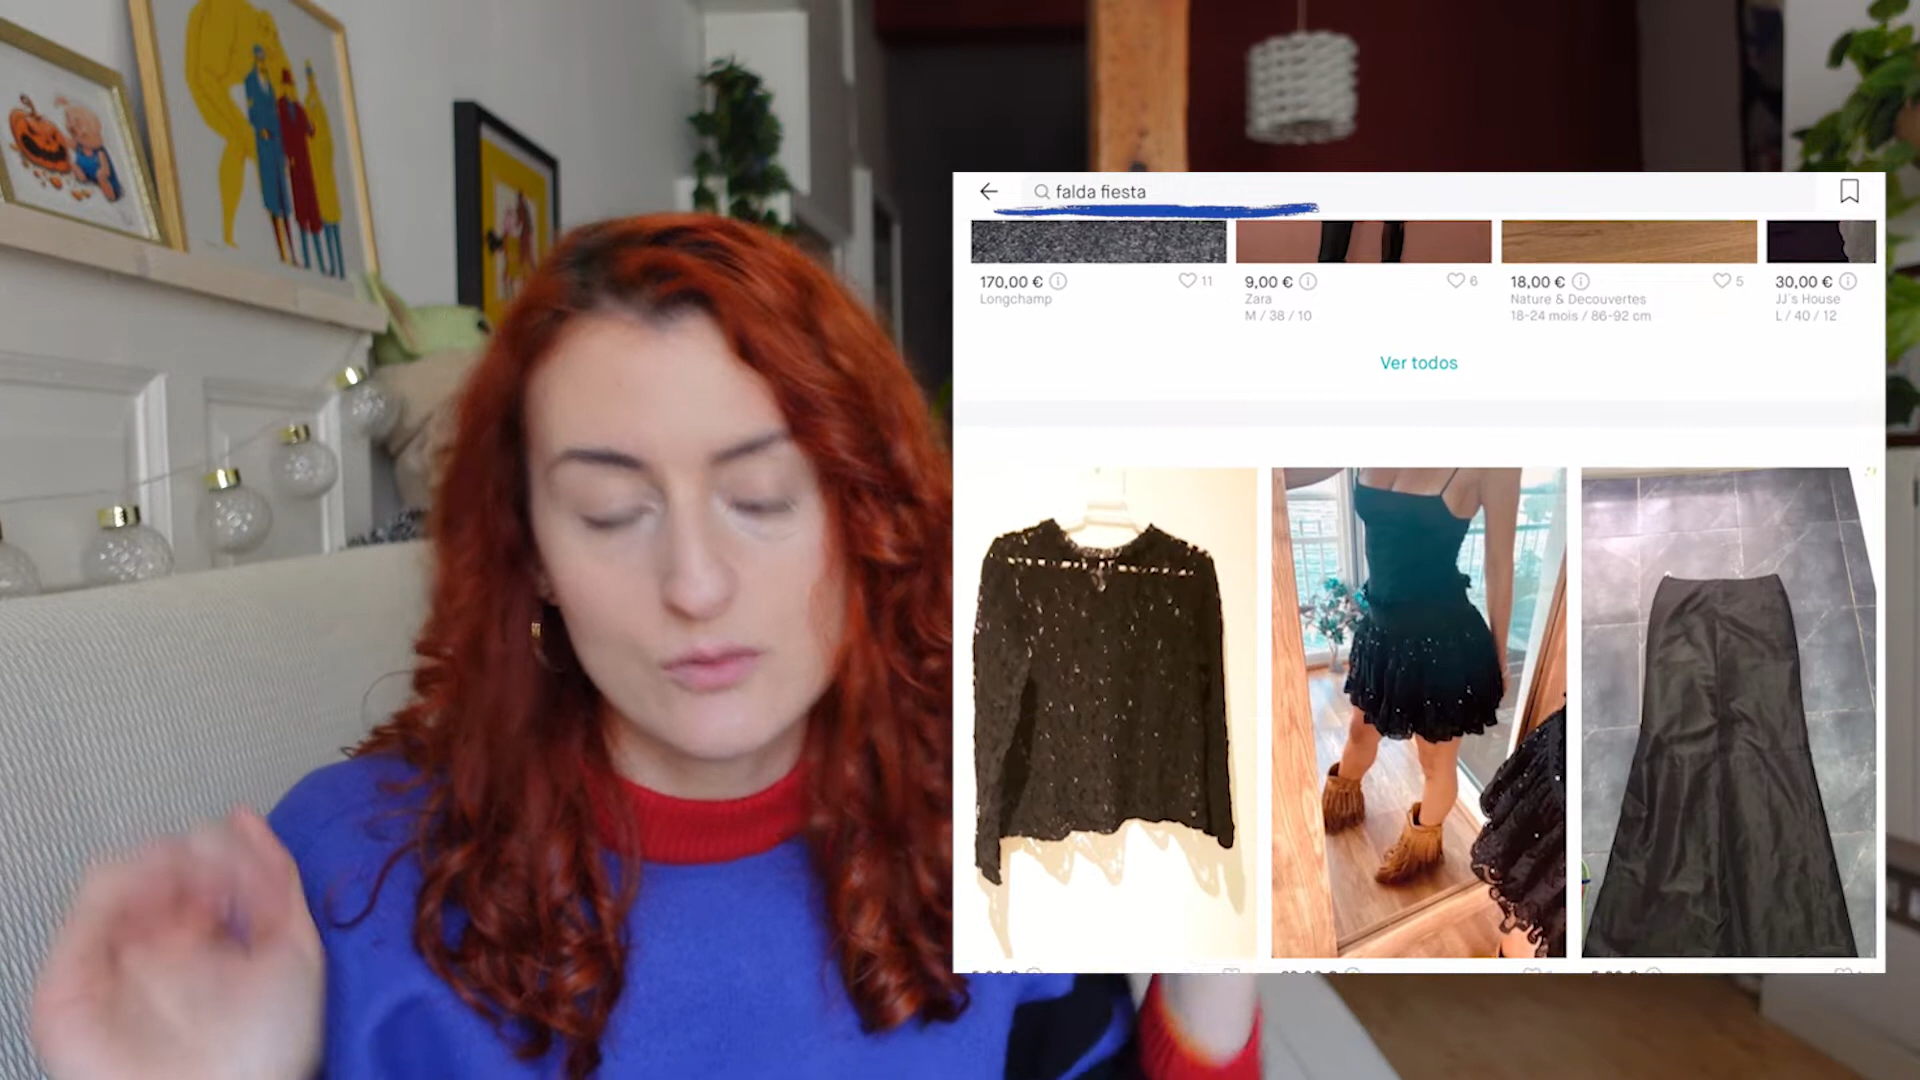 falda fiesta
170,00 €
11
Longchamp
9,00 €
6
Zara
M / 38 / 10
18,00 €
5
Nature & Decouvertes
18-24 mois / 86-92 cm
30,00 €
JJ's House
L / 40 / 12
Ver todos